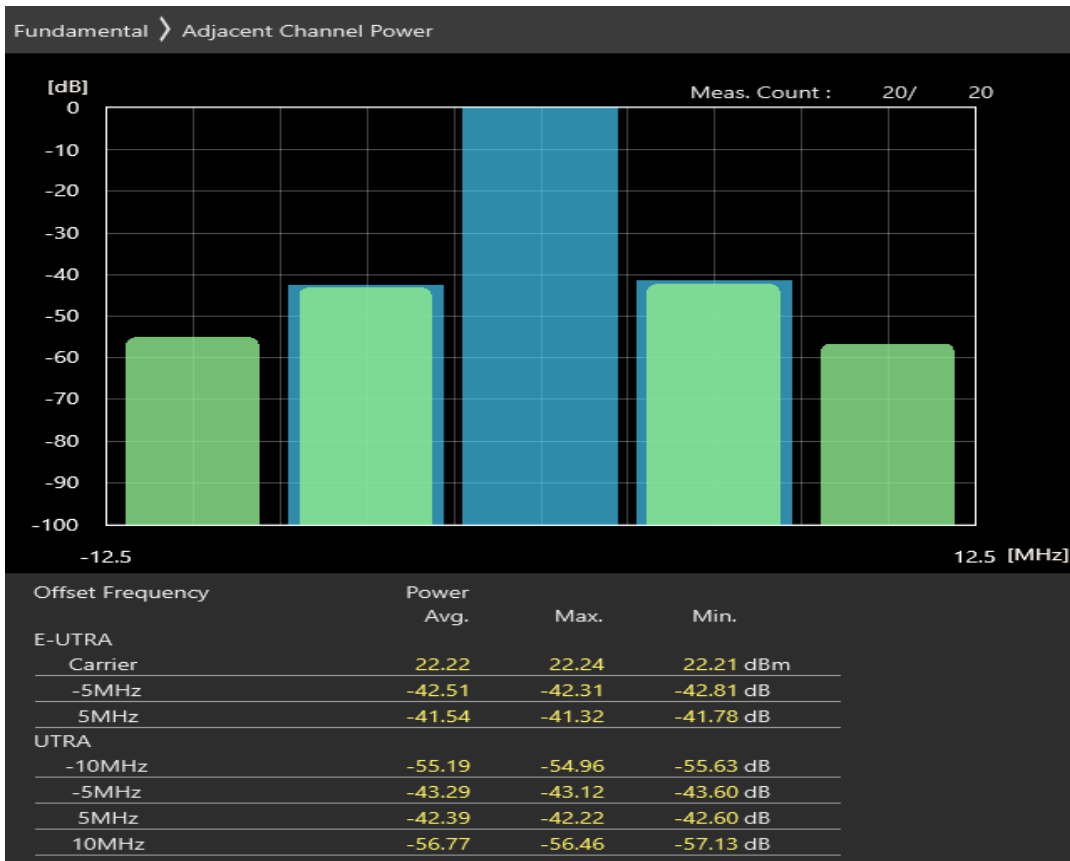 Fundamental 〉 Adjacent Channel Power
[dB]
Meas. Count : 20/ 20
0
-10
-20
-30
-40
-50
-60
-70
-80
-90
-100
-12.5 12.5 [MHz]
Offset Frequency Power
Avg. Max. Min.
E-UTRA
Carrier 22.22 22.24 22.21 dBm
-5MHz -42.51 -42.31 -42.81 dB
5MHz -41.54 -41.32 -41.78 dB
UTRA
-10MHz -55.19 -54.96 -55.63 dB
-5MHz -43.29 -43.12 -43.60 dB
5MHz -42.39 -42.22 -42.60 dB
10MHz -56.77 -56.46 -57.13 dB